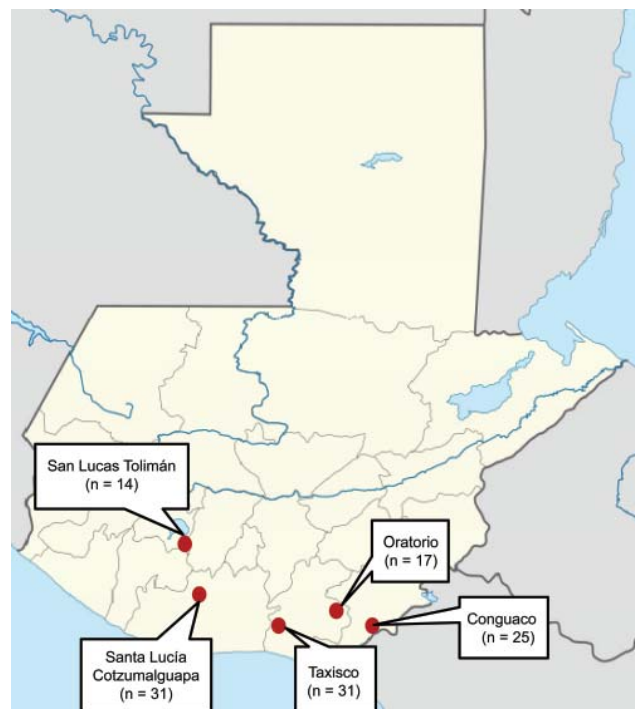 San Lucas Tolimán
(n = 14)
Oratorio
(n = 17)
Conguaco
(n = 25)
Santa Lucía
Cotzumalguapa
(n = 31)
Taxisco
(n = 31)